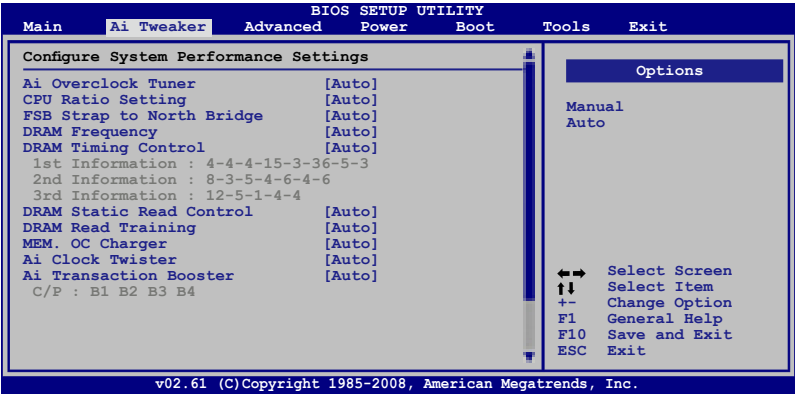 BIOS SETUP UTILITY
Main Ai Tweaker Advanced Power Boot Tools Exit
Configure System Performance Settings
Ai Overclock Tuner [Auto]
CPU Ratio Setting [Auto]
FSB Strap to North Bridge [Auto]
DRAM Frequency [Auto]
DRAM Timing Control [Auto]
1st Information : 4-4-4-15-3-36-5-3
2nd Information : 8-3-5-4-6-4-6
3rd Information : 12-5-1-4-4
DRAM Static Read Control [Auto]
DRAM Read Training [Auto]
MEM. OC Charger [Auto]
Ai Clock Twister [Auto]
Ai Transaction Booster [Auto]
C/P : B1 B2 B3 B4
Options
Manual
Auto
←→ Select Screen
↑↓ Select Item
+- Change Option
F1 General Help
F10 Save and Exit
ESC Exit
v02.61 (C)Copyright 1985-2008, American Megatrends, Inc.